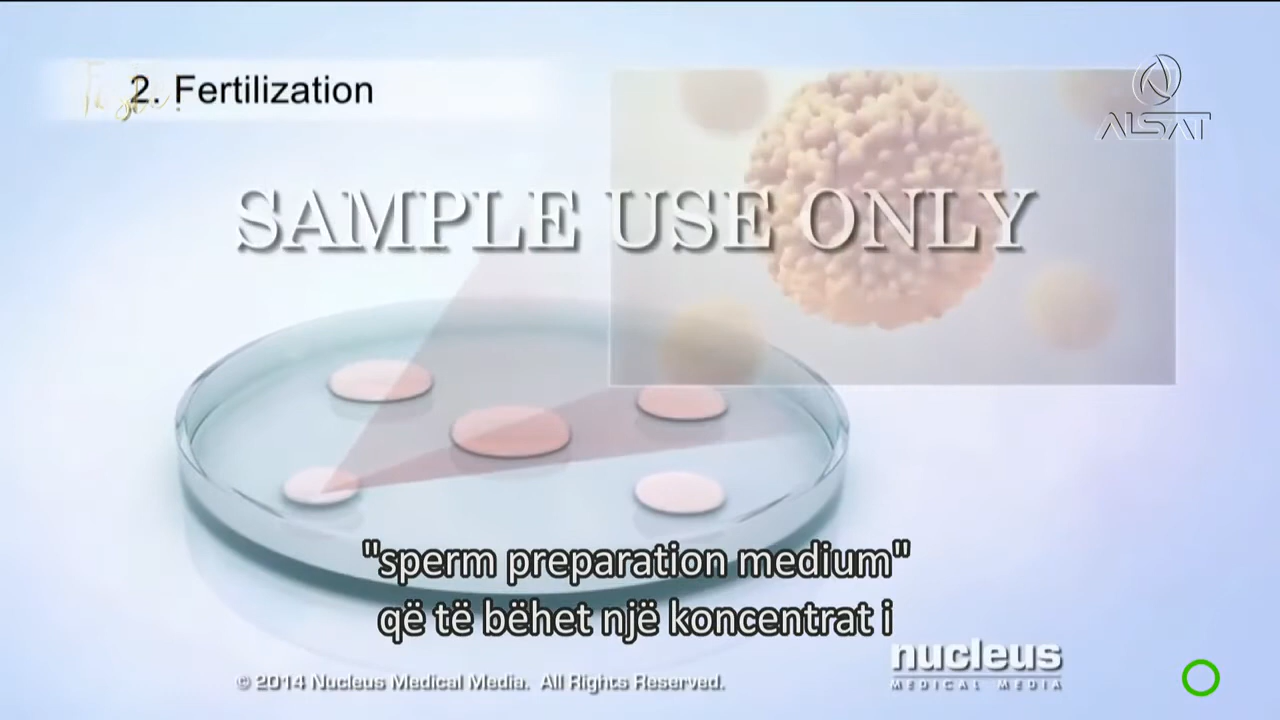 2. Fertilization
ALSAT
SAMPLE USE ONLY
"sperm preparation medium"
që të bëhet një koncentrat i
nucleus
MEDICAL MEDIA
© 2014 Nucleus Medical Media. All Rights Reserved.